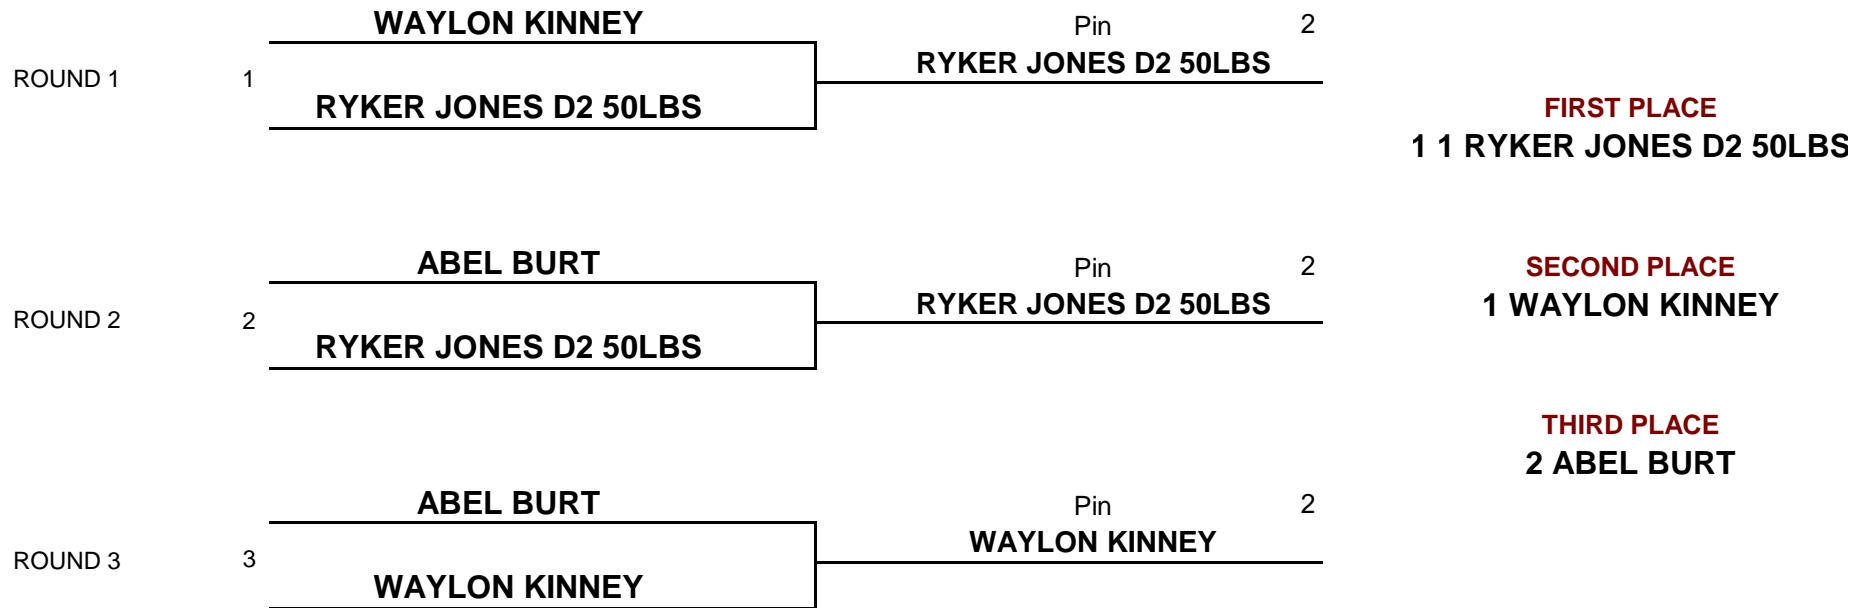 WAYLON KINNEY
Pin 2
RYKER JONES D2 50LBS
ROUND 1 1
RYKER JONES D2 50LBS
FIRST PLACE
1 1 RYKER JONES D2 50LBS
ABEL BURT
Pin 2
SECOND PLACE
RYKER JONES D2 50LBS
1 WAYLON KINNEY
ROUND 2 2
RYKER JONES D2 50LBS
THIRD PLACE
2 ABEL BURT
ABEL BURT
Pin 2
WAYLON KINNEY
ROUND 3 3
WAYLON KINNEY